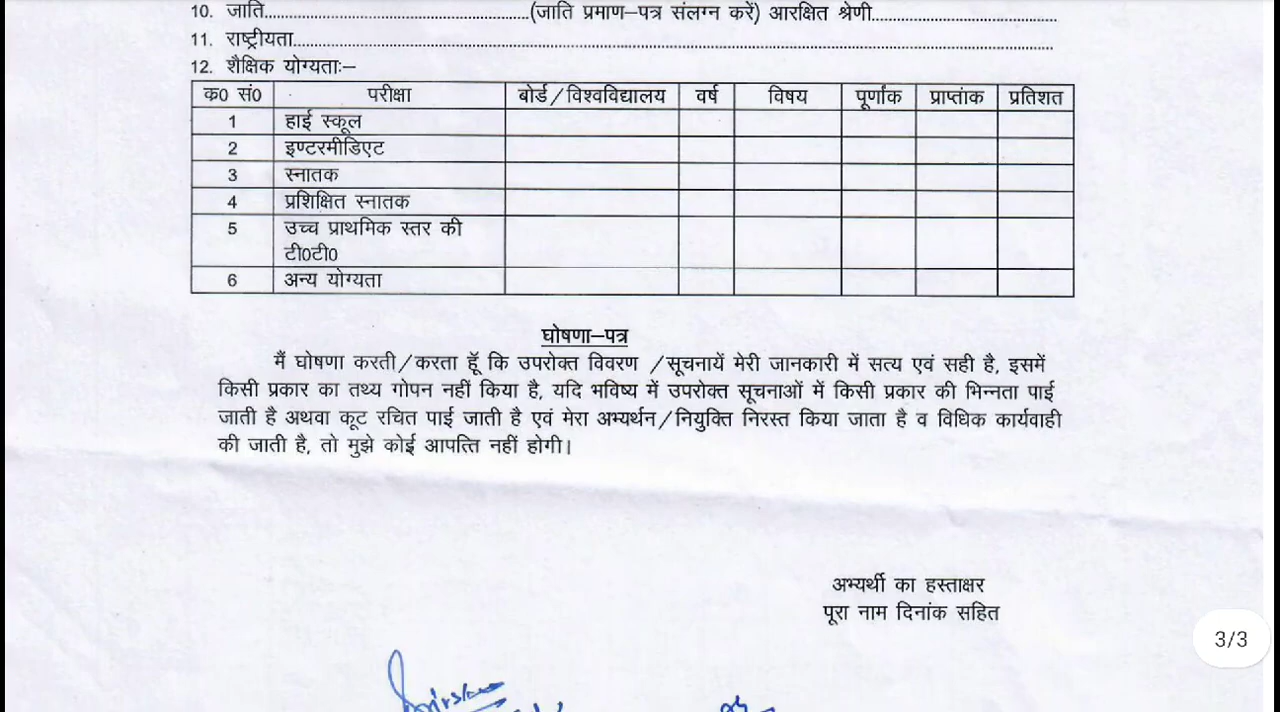 10. जाति...............................................(जाति प्रमाण–पत्र संलग्न करें) आरक्षित श्रेणी.................................
11. राष्ट्रीयता.......................................................................................................................................
12. शैक्षिक योग्यताः–
क0 सं0 परीक्षा बोर्ड/विश्वविद्यालय वर्ष विषय पूर्णांक प्राप्तांक प्रतिशत
1 हाई स्कूल
2 इण्टरमीडिएट
3 स्नातक
4 प्रशिक्षित स्नातक
5 उच्च प्राथमिक स्तर की
टी0टी0
6 अन्य योग्यता
घोषणा–पत्र
मैं घोषणा करती/करता हूँ कि उपरोक्त विवरण /सूचनायें मेरी जानकारी में सत्य एवं सही है, इसमें
किसी प्रकार का तथ्य गोपन नहीं किया है, यदि भविष्य में उपरोक्त सूचनाओं में किसी प्रकार की भिन्नता पाई
जाती है अथवा कूट रचित पाई जाती है एवं मेरा अभ्यर्थन/नियुक्ति निरस्त किया जाता है व विधिक कार्यवाही
की जाती है, तो मुझे कोई आपत्ति नहीं होगी।
अभ्यर्थी का हस्ताक्षर
पूरा नाम दिनांक सहित
3/3